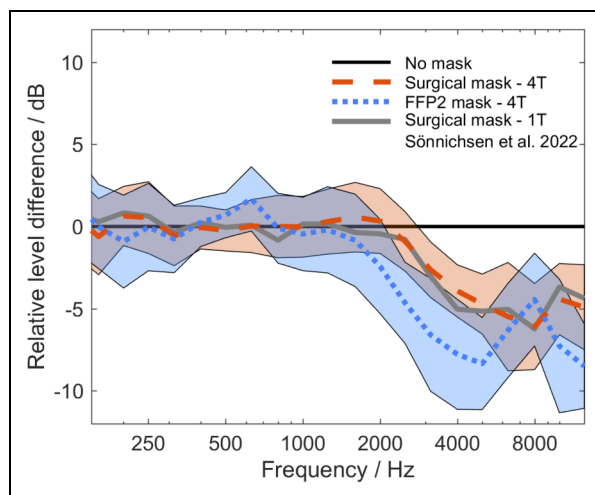 10
5
0
-5
-10
Relative level difference / dB
No mask
Surgical mask - 4T
FFP2 mask - 4T
Surgical mask - 1T
Sönnichsen et al. 2022
250 500 1000 2000 4000 8000
Frequency / Hz